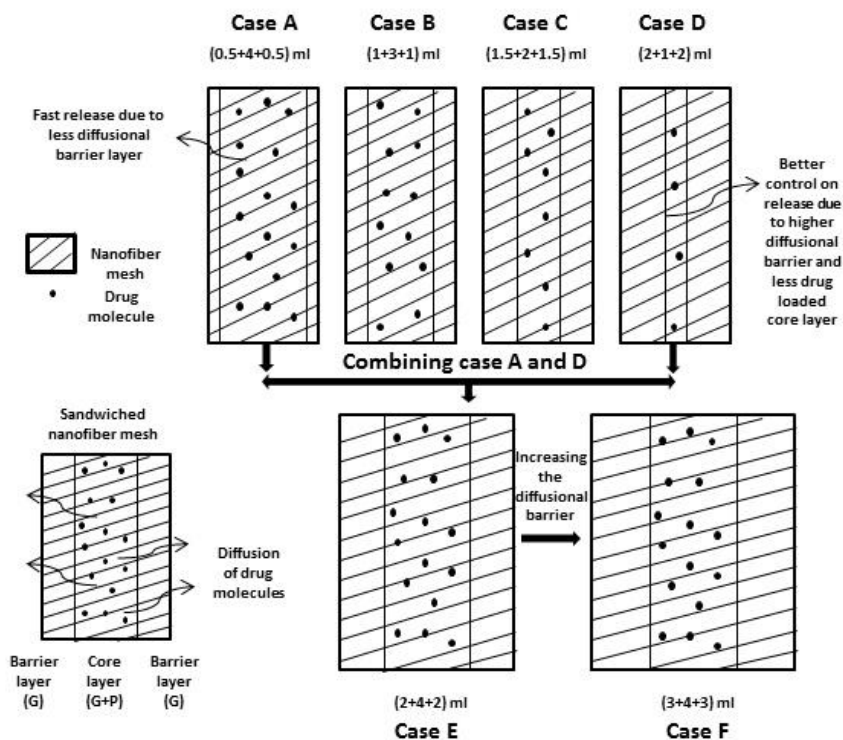 Case A
(0.5+4+0.5) ml
Case B
(1+3+1) ml
Case C
(1.5+2+1.5) ml
Case D
(2+1+2) ml
Fast release due to
less diffusional
barrier layer
Nanofiber
mesh
Drug
molecule
Better
control on
release due
to higher
diffusional
barrier and
less drug
loaded
core layer
Combining case A and D
Sandwiched
nanofiber mesh
Diffusion
of drug
molecules
Barrier
layer
(G)
Core
layer
(G+P)
Barrier
layer
(G)
Increasing
the
diffusional
barrier
(2+4+2) ml
Case E
(3+4+3) ml
Case F